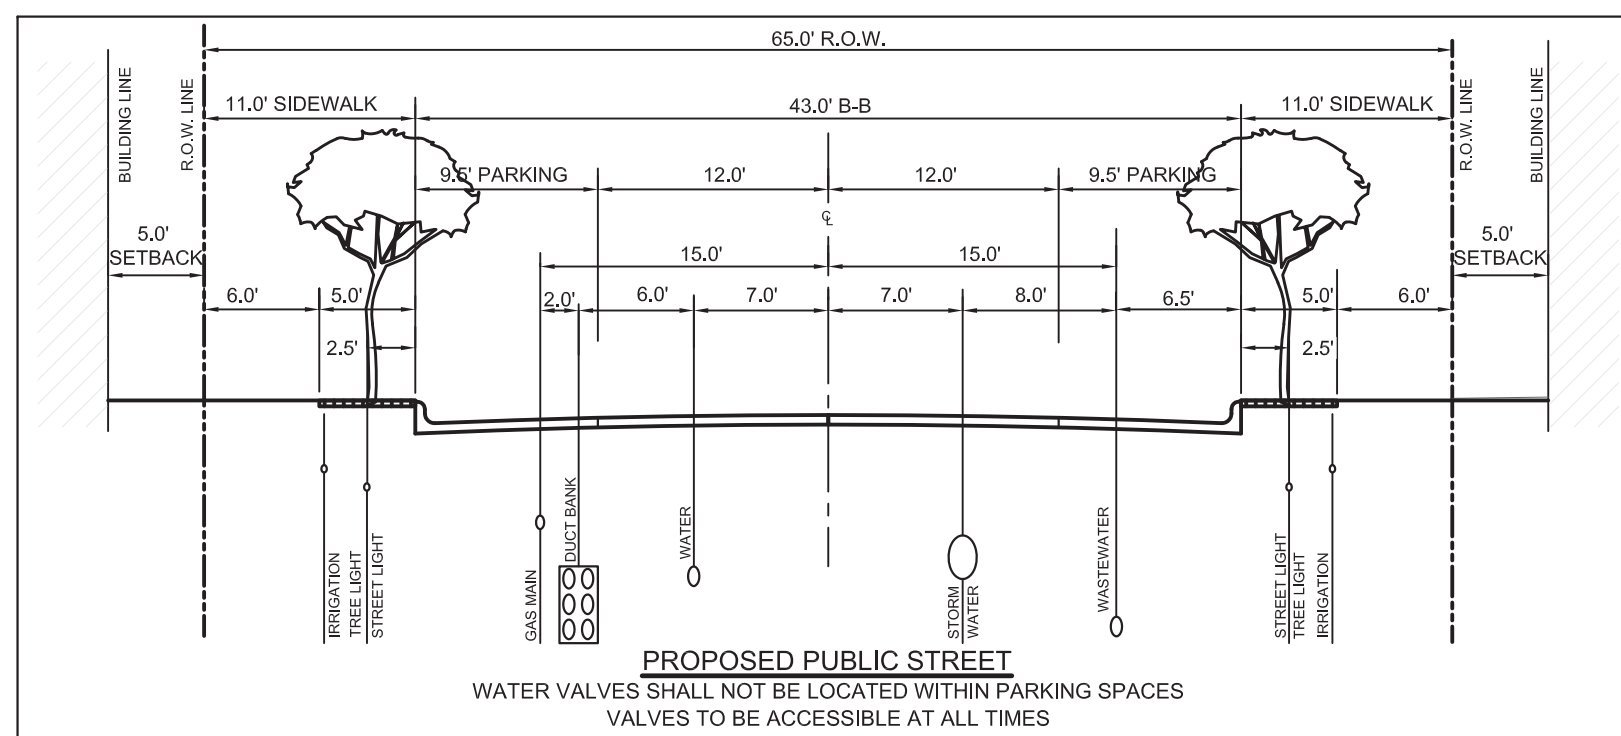 65.0' R.O.W.
BUILDING LINE
R.O.W. LINE
11.0' SIDEWALK
43.0' B-B
11.0' SIDEWALK
R.O.W. LINE
BUILDING LINE
9.5' PARKING
12.0'
12.0'
9.5' PARKING
℄
5.0'
SETBACK
15.0'
15.0'
5.0'
SETBACK
6.0'
5.0'
2.0'
6.0'
7.0'
7.0'
8.0'
6.5'
5.0'
6.0'
2.5'
2.5'
IRRIGATION
TREE LIGHT
STREET LIGHT
GAS MAIN
DUCT BANK
WATER
STORM
WATER
WASTEWATER
STREET LIGHT
TREE LIGHT
IRRIGATION
PROPOSED PUBLIC STREET
WATER VALVES SHALL NOT BE LOCATED WITHIN PARKING SPACES
VALVES TO BE ACCESSIBLE AT ALL TIMES